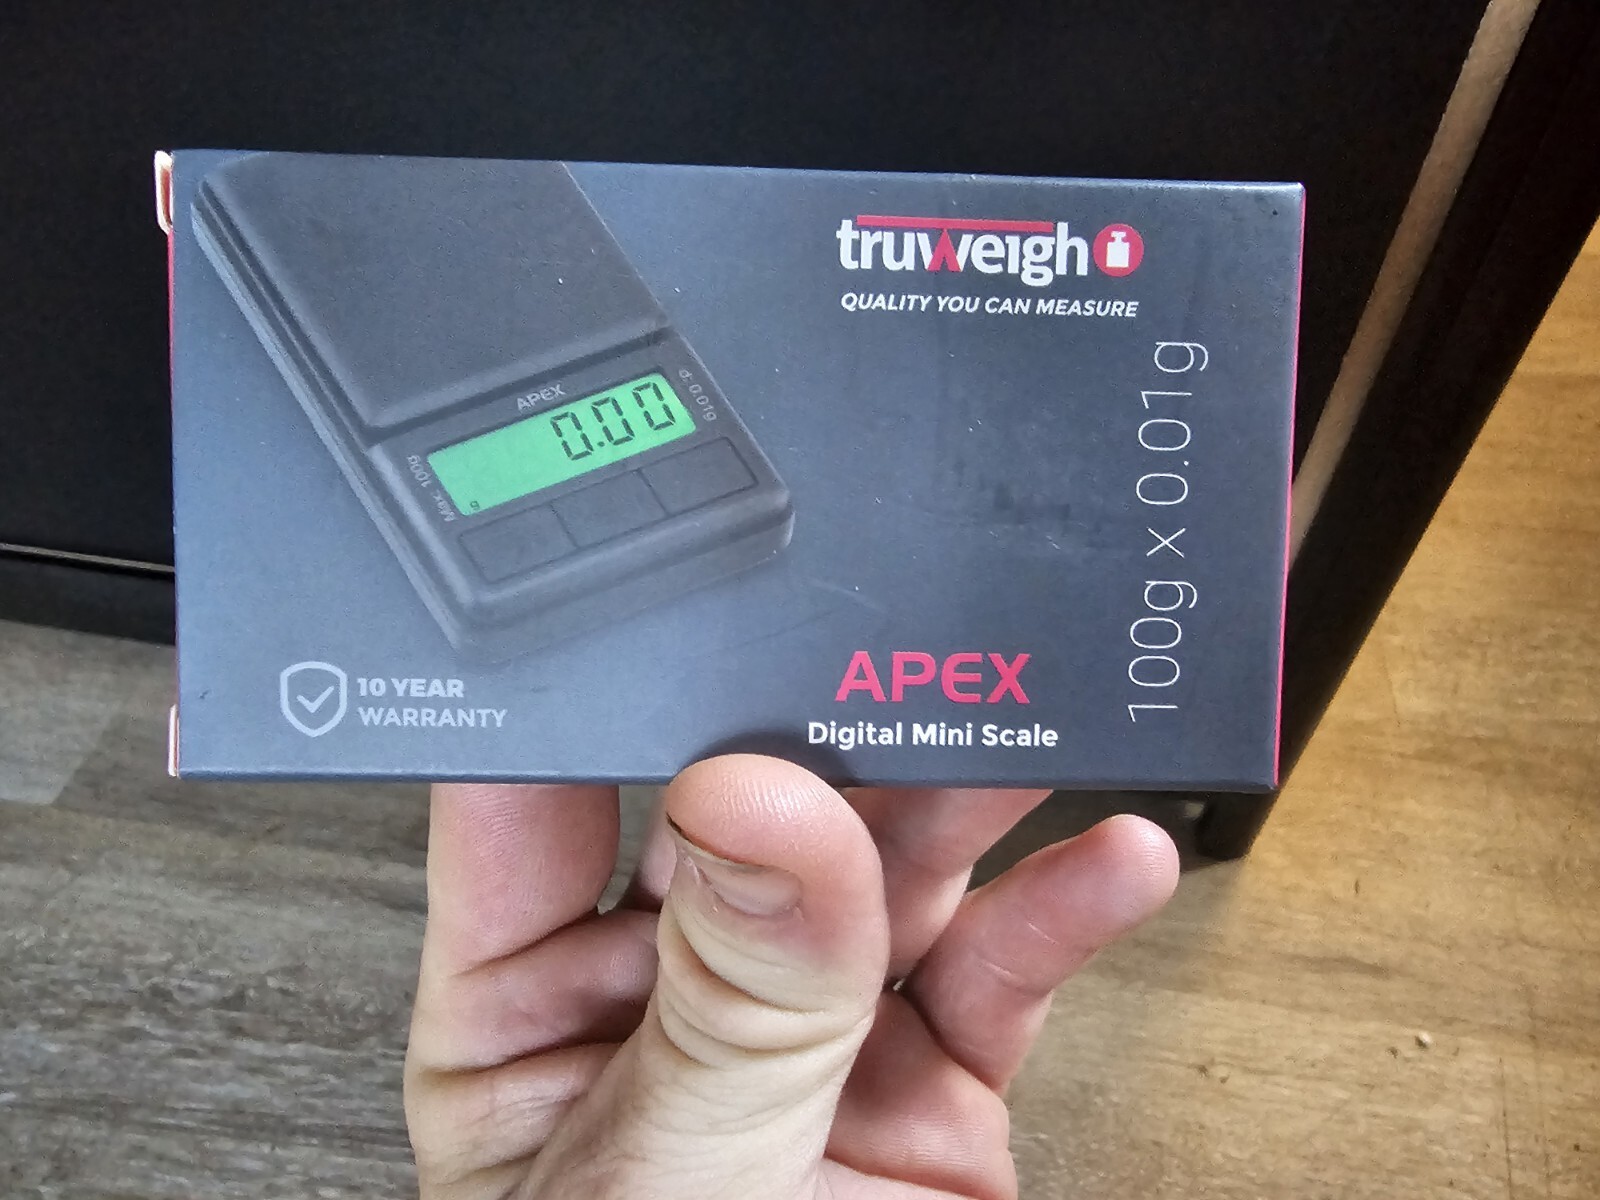 truweigh
QUALITY YOU CAN MEASURE
100g x 0.01g
APEX
d: 0.01g
0.00
g
Max: 100g
10 YEAR
WARRANTY
APEX
Digital Mini Scale